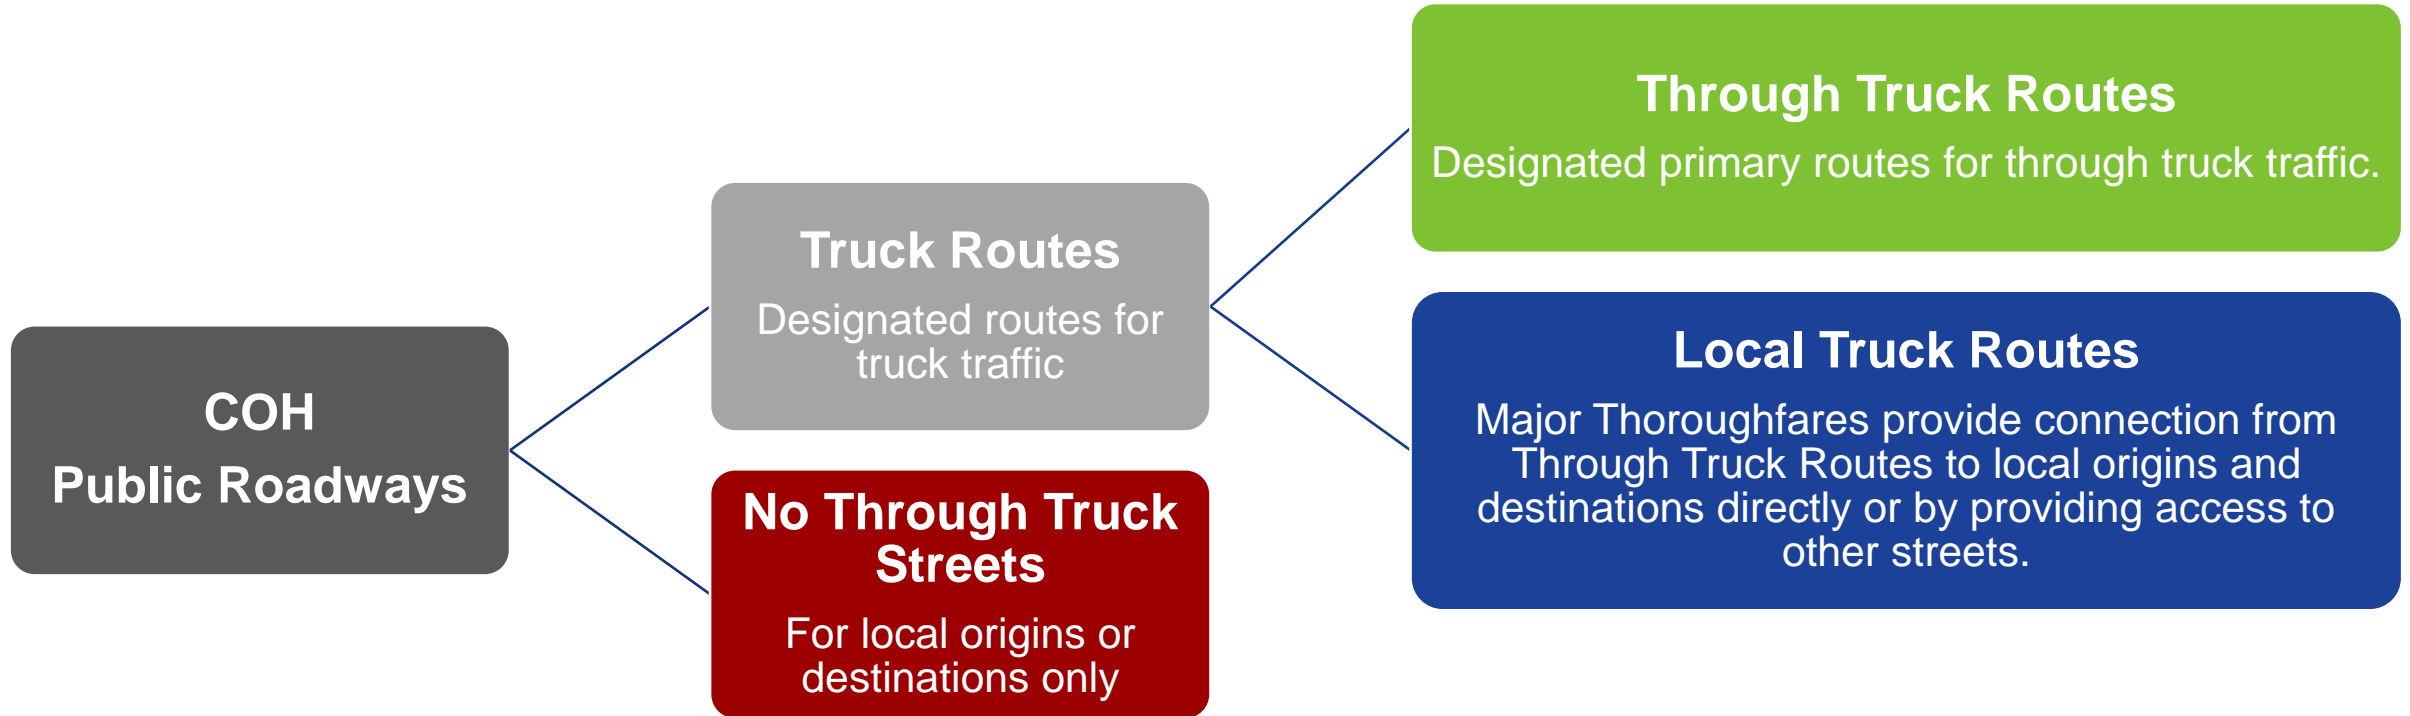 COH
Public Roadways
Truck Routes
Designated routes for
truck traffic
No Through Truck
Streets
For local origins or
destinations only
Through Truck Routes
Designated primary routes for through truck traffic.
Local Truck Routes
Major Thoroughfares provide connection from
Through Truck Routes to local origins and
destinations directly or by providing access to
other streets.